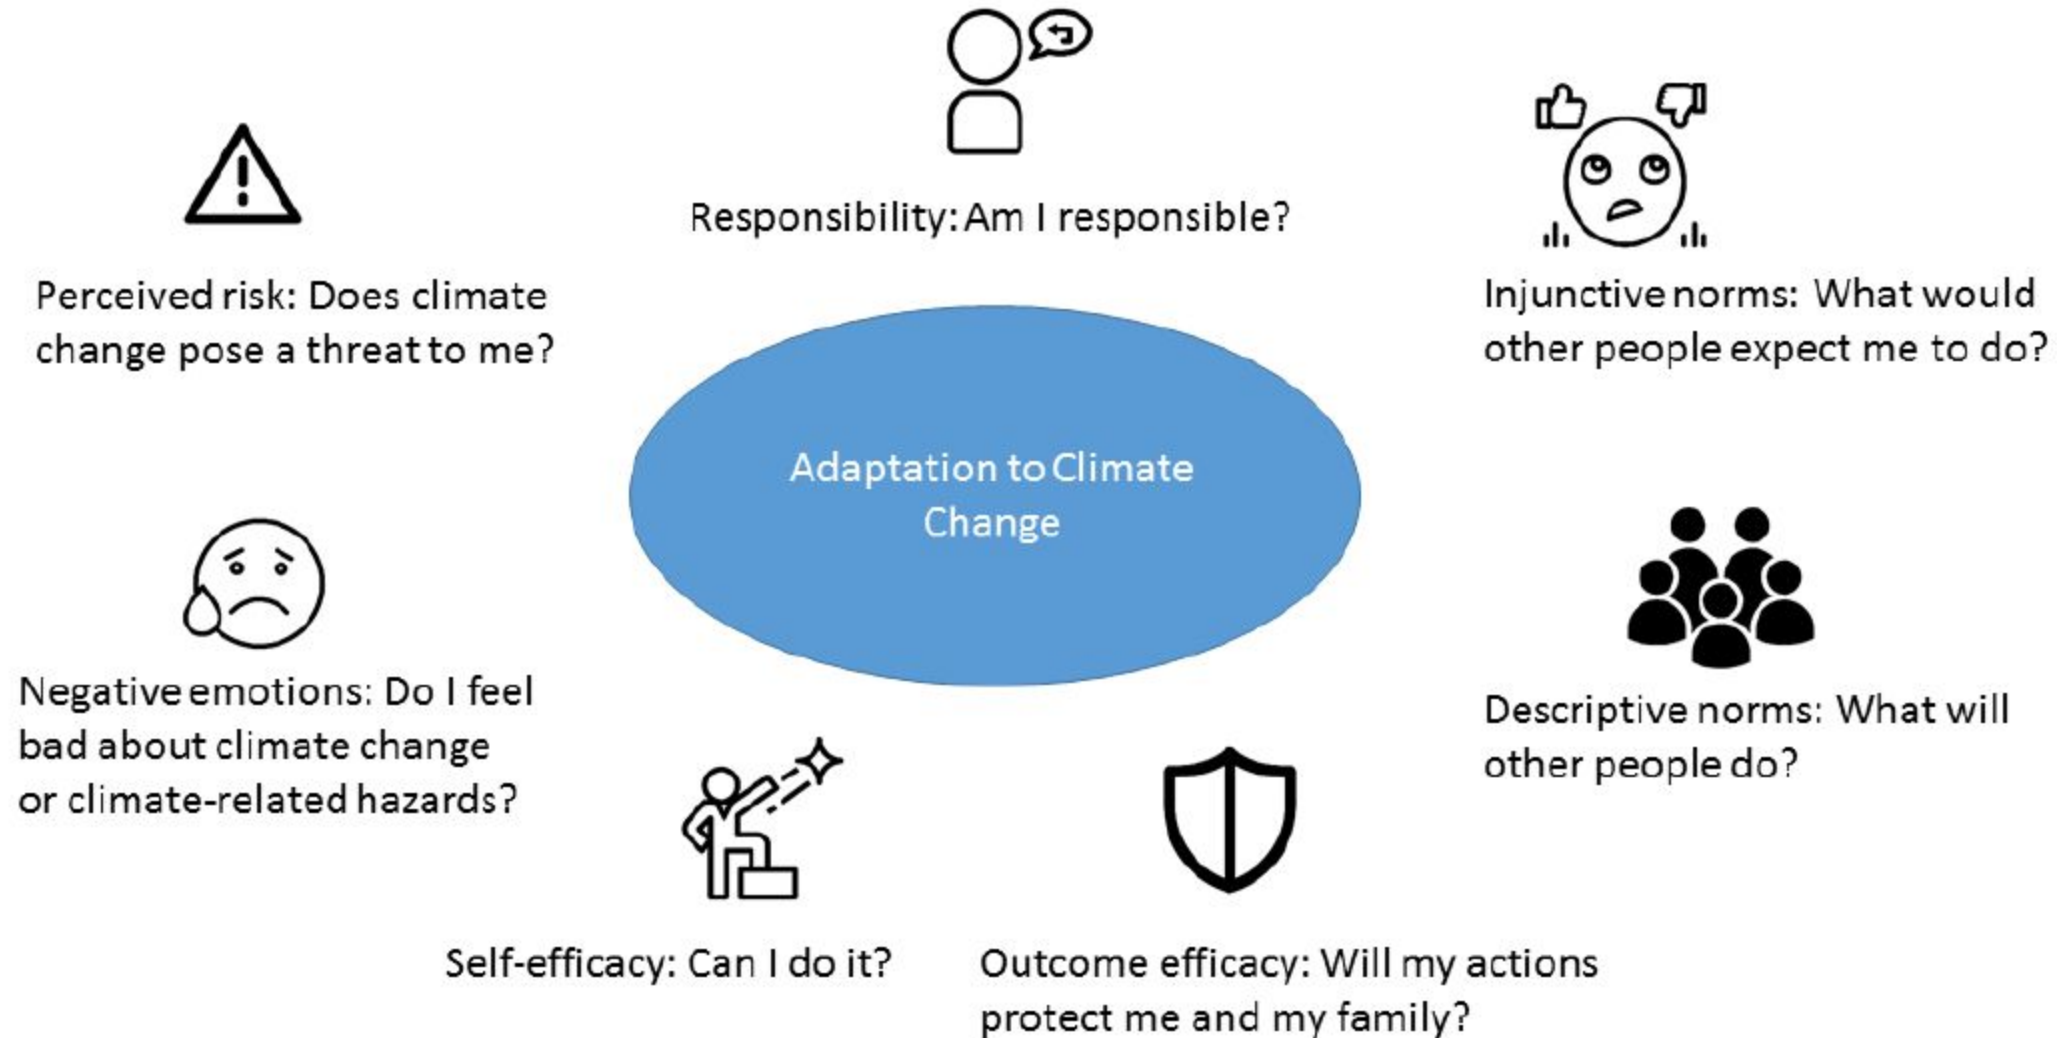 Responsibility: Am I responsible?
Perceived risk: Does climate
change pose a threat to me?
Injunctive norms: What would
other people expect me to do?
Adaptation to Climate
Change
Negative emotions: Do I feel
bad about climate change
or climate-related hazards?
Descriptive norms: What will
other people do?
Self-efficacy: Can I do it?
Outcome efficacy: Will my actions
protect me and my family?